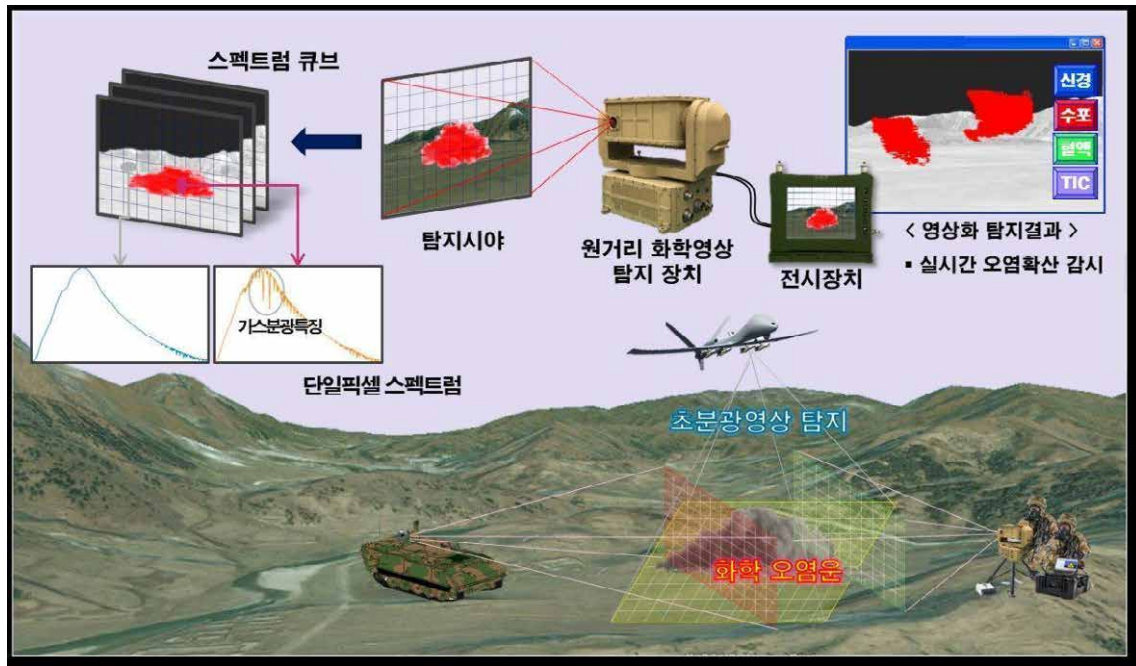 스펙트럼 큐브
탐지시야
원거리 화학영상
탐지 장치
전시장치
신경
수포
혈액
TIC
< 영상화 탐지결과 >
▪ 실시간 오염확산 감시
가스분광특징
단일픽셀 스펙트럼
초분광영상 탐지
화학 오염운